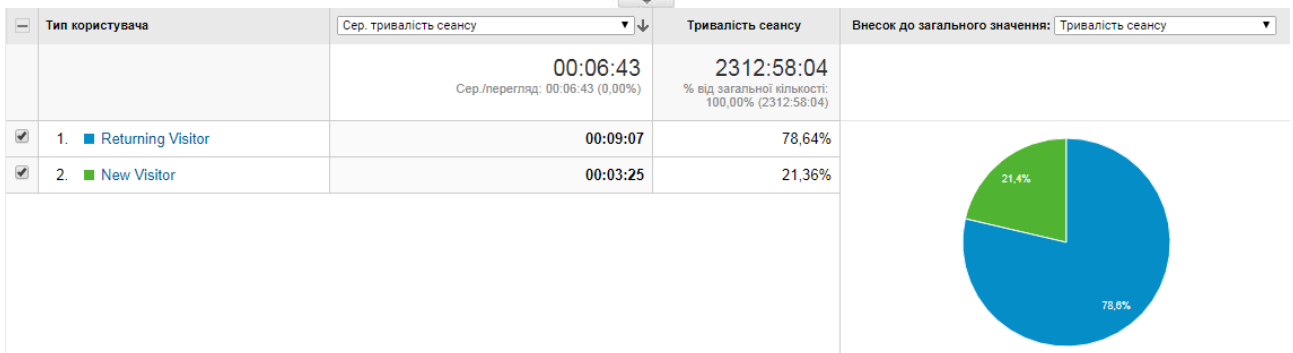 Тип користувача
Сер. тривалість сеансу
Тривалість сеансу
Внесок до загального значення: Тривалість сеансу
00:06:43
Сер./перегляд: 00:06:43 (0,00%)
2312:58:04
% від загальної кількості:
100,00% (2312:58:04)
1. Returning Visitor 00:09:07 78,64%
2. New Visitor 00:03:25 21,36%
21,4%
78,6%